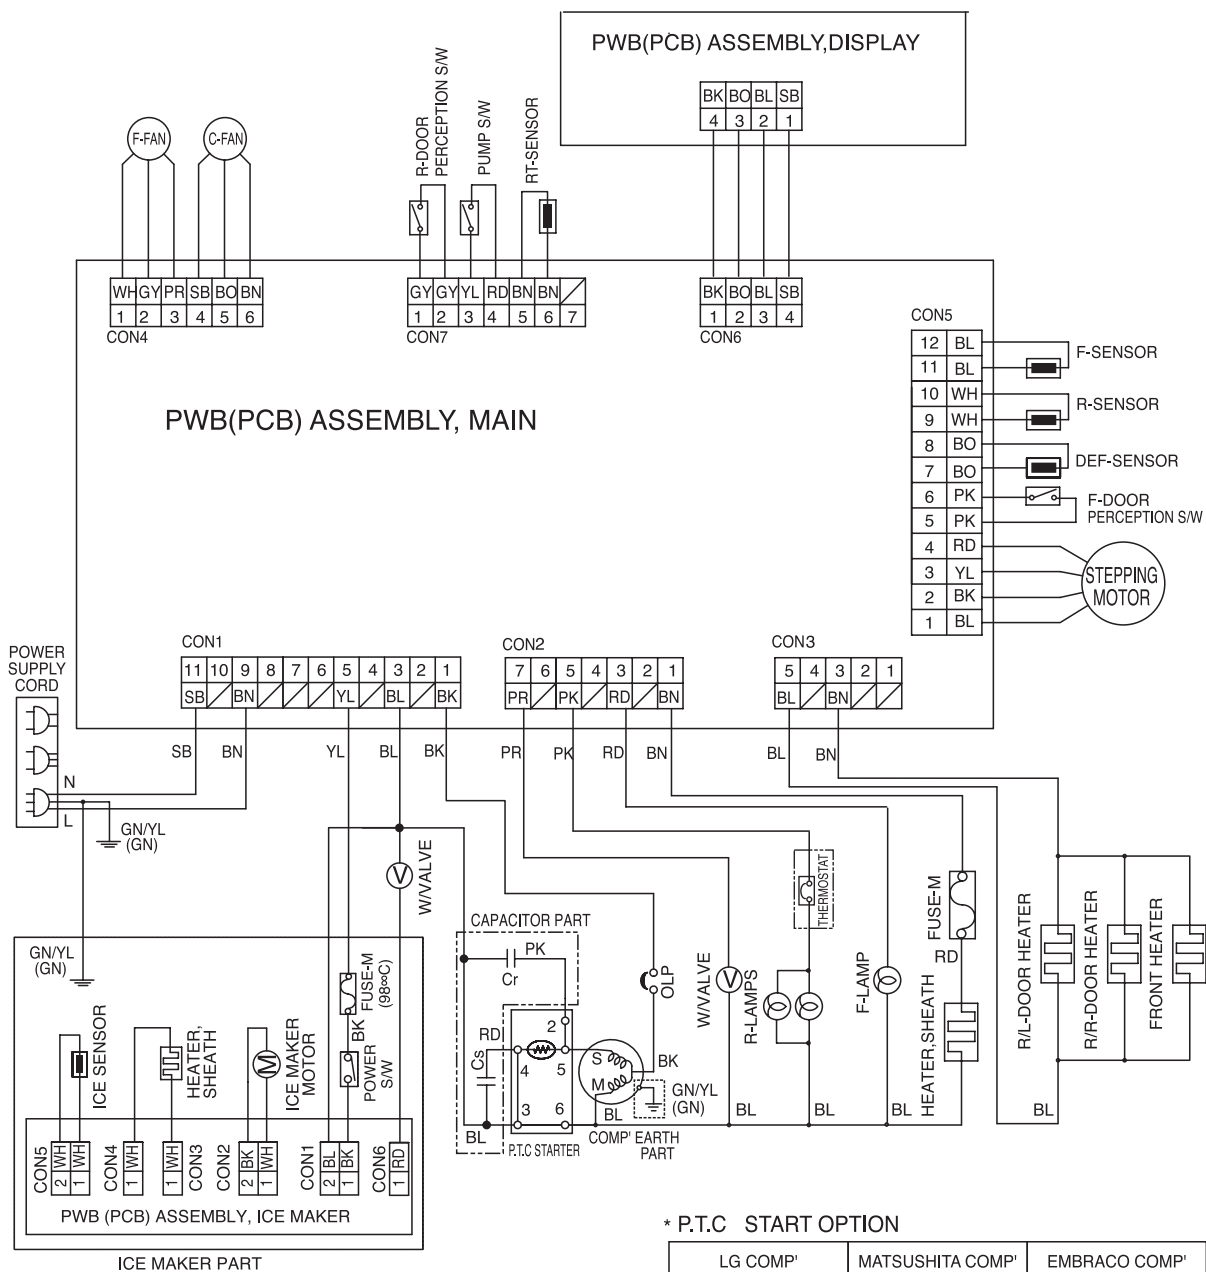 PWB(PCB) ASSEMBLY,DISPLAY
BK BO BL SB
4 3 2 1
F-FAN
C-FAN
R-DOOR
PERCEPTION S/W
PUMP S/W
RT-SENSOR
WH GY PR SB BO BN
1 2 3 4 5 6
CON4
GY GY YL RD BN BN
1 2 3 4 5 6 7
CON7
BK BO BL SB
1 2 3 4
CON6
CON5
12 BL
11 BL
10 WH
9 WH
8 BO
7 BO
6 PK
5 PK
4 RD
3 YL
2 BK
1 BL
F-SENSOR
R-SENSOR
DEF-SENSOR
F-DOOR
PERCEPTION S/W
STEPPING
MOTOR
PWB(PCB) ASSEMBLY, MAIN
POWER
SUPPLY
CORD
CON1
11 10 9 8 7 6 5 4 3 2 1
SB BN YL BL BK
CON2
7 6 5 4 3 2 1
PR PK RD BN
CON3
5 4 3 2 1
BL BN
SB BN YL BL BK PR PK RD BN BL BN
N
L
GN/YL
(GN)
W/VALVE
GN/YL
(GN)
FUSE-M
(98∞C)
BK
POWER
S/W
ICE SENSOR
HEATER,
SHEATH
M
ICE MAKER
MOTOR
V
CON5
2 WH
1 WH
CON4
1 WH
1 WH
CON3
CON2
2 BK
1 WH
CON1
2 BL
1 BK
CON6
1 RD
PWB (PCB) ASSEMBLY, ICE MAKER
ICE MAKER PART
CAPACITOR PART
PK
Cr
RD
Cs
2
4 5
3 6
BL
P.T.C STARTER
S
M
BL
OLP
BK
GN/YL
(GN)
COMP' EARTH
PART
W/VALVE
V
BL
THERMOSTAT
R-LAMPS
BL
F-LAMP
BL
FUSE-M
RD
HEATER,SHEATH
R/L-DOOR HEATER
R/R-DOOR HEATER
FRONT HEATER
BL
* P.T.C START OPTION
LG COMP' MATSUSHITA COMP' EMBRACO COMP'